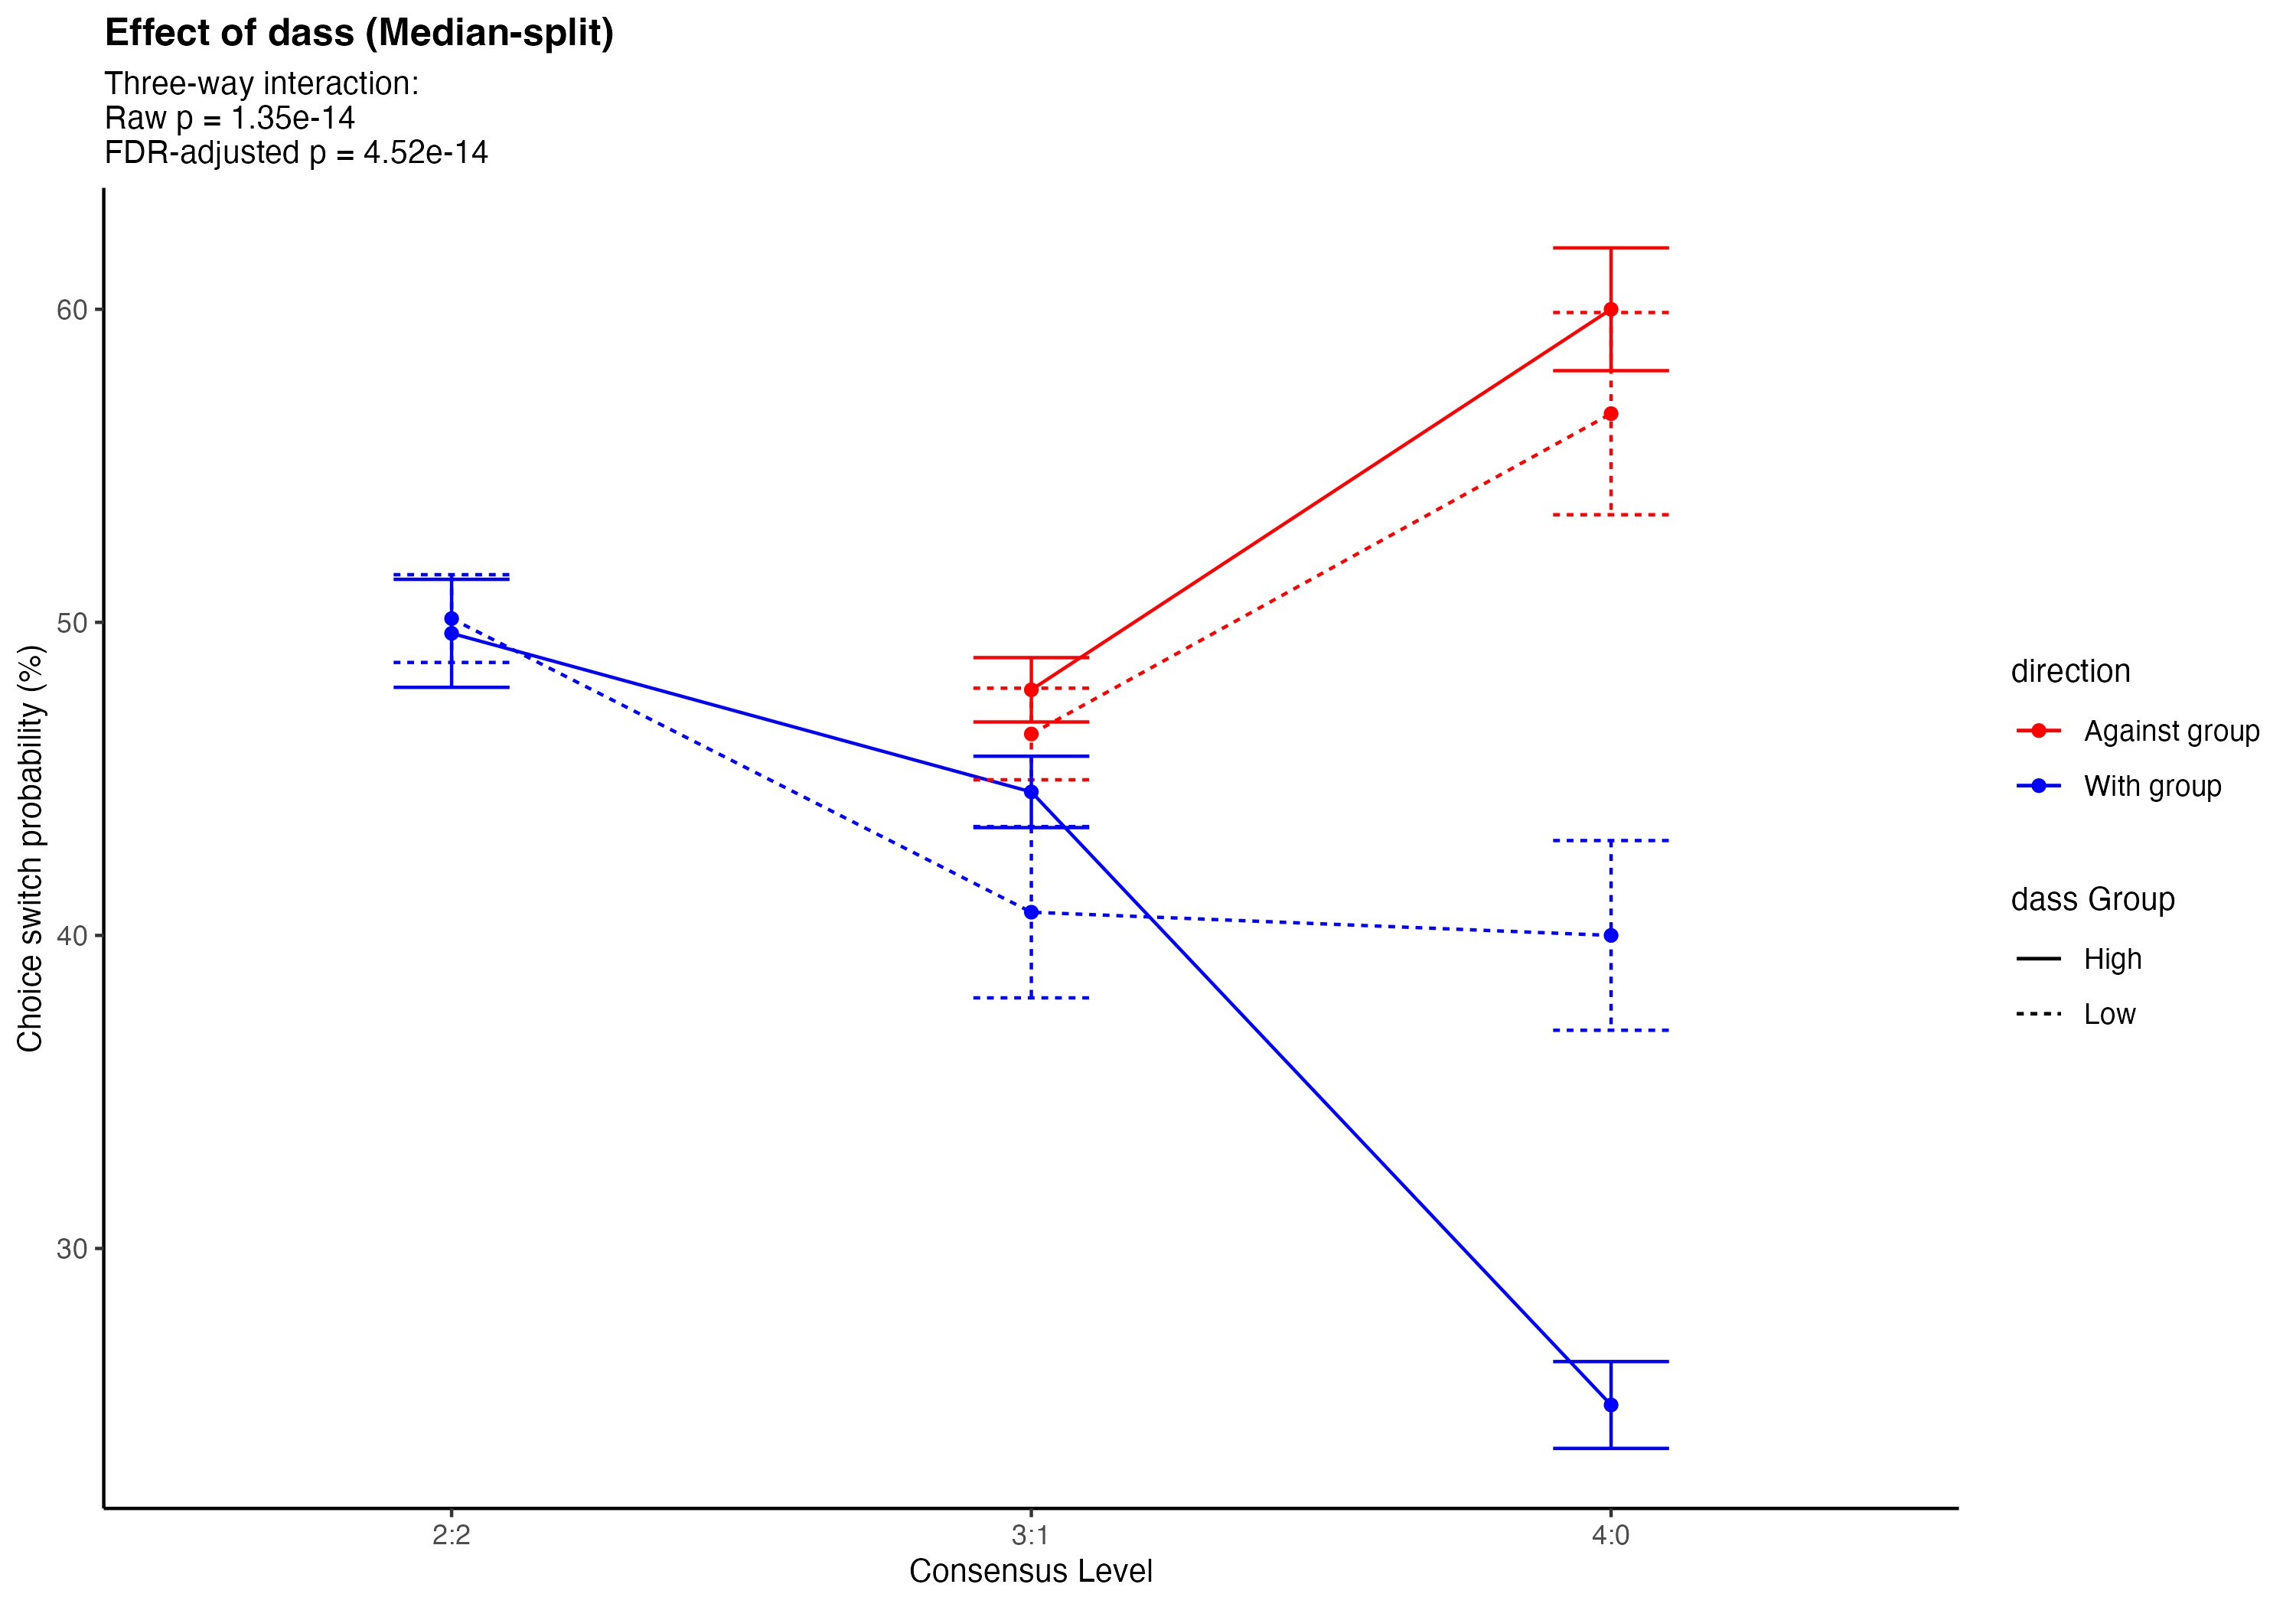 Effect of dass (Median-split)
Three-way interaction:
Raw p = 1.35e-14
FDR-adjusted p = 4.52e-14
Choice switch probability (%)
60
50
40
30
2:2
3:1
4:0
Consensus Level
direction
Against group
With group
dass Group
High
Low